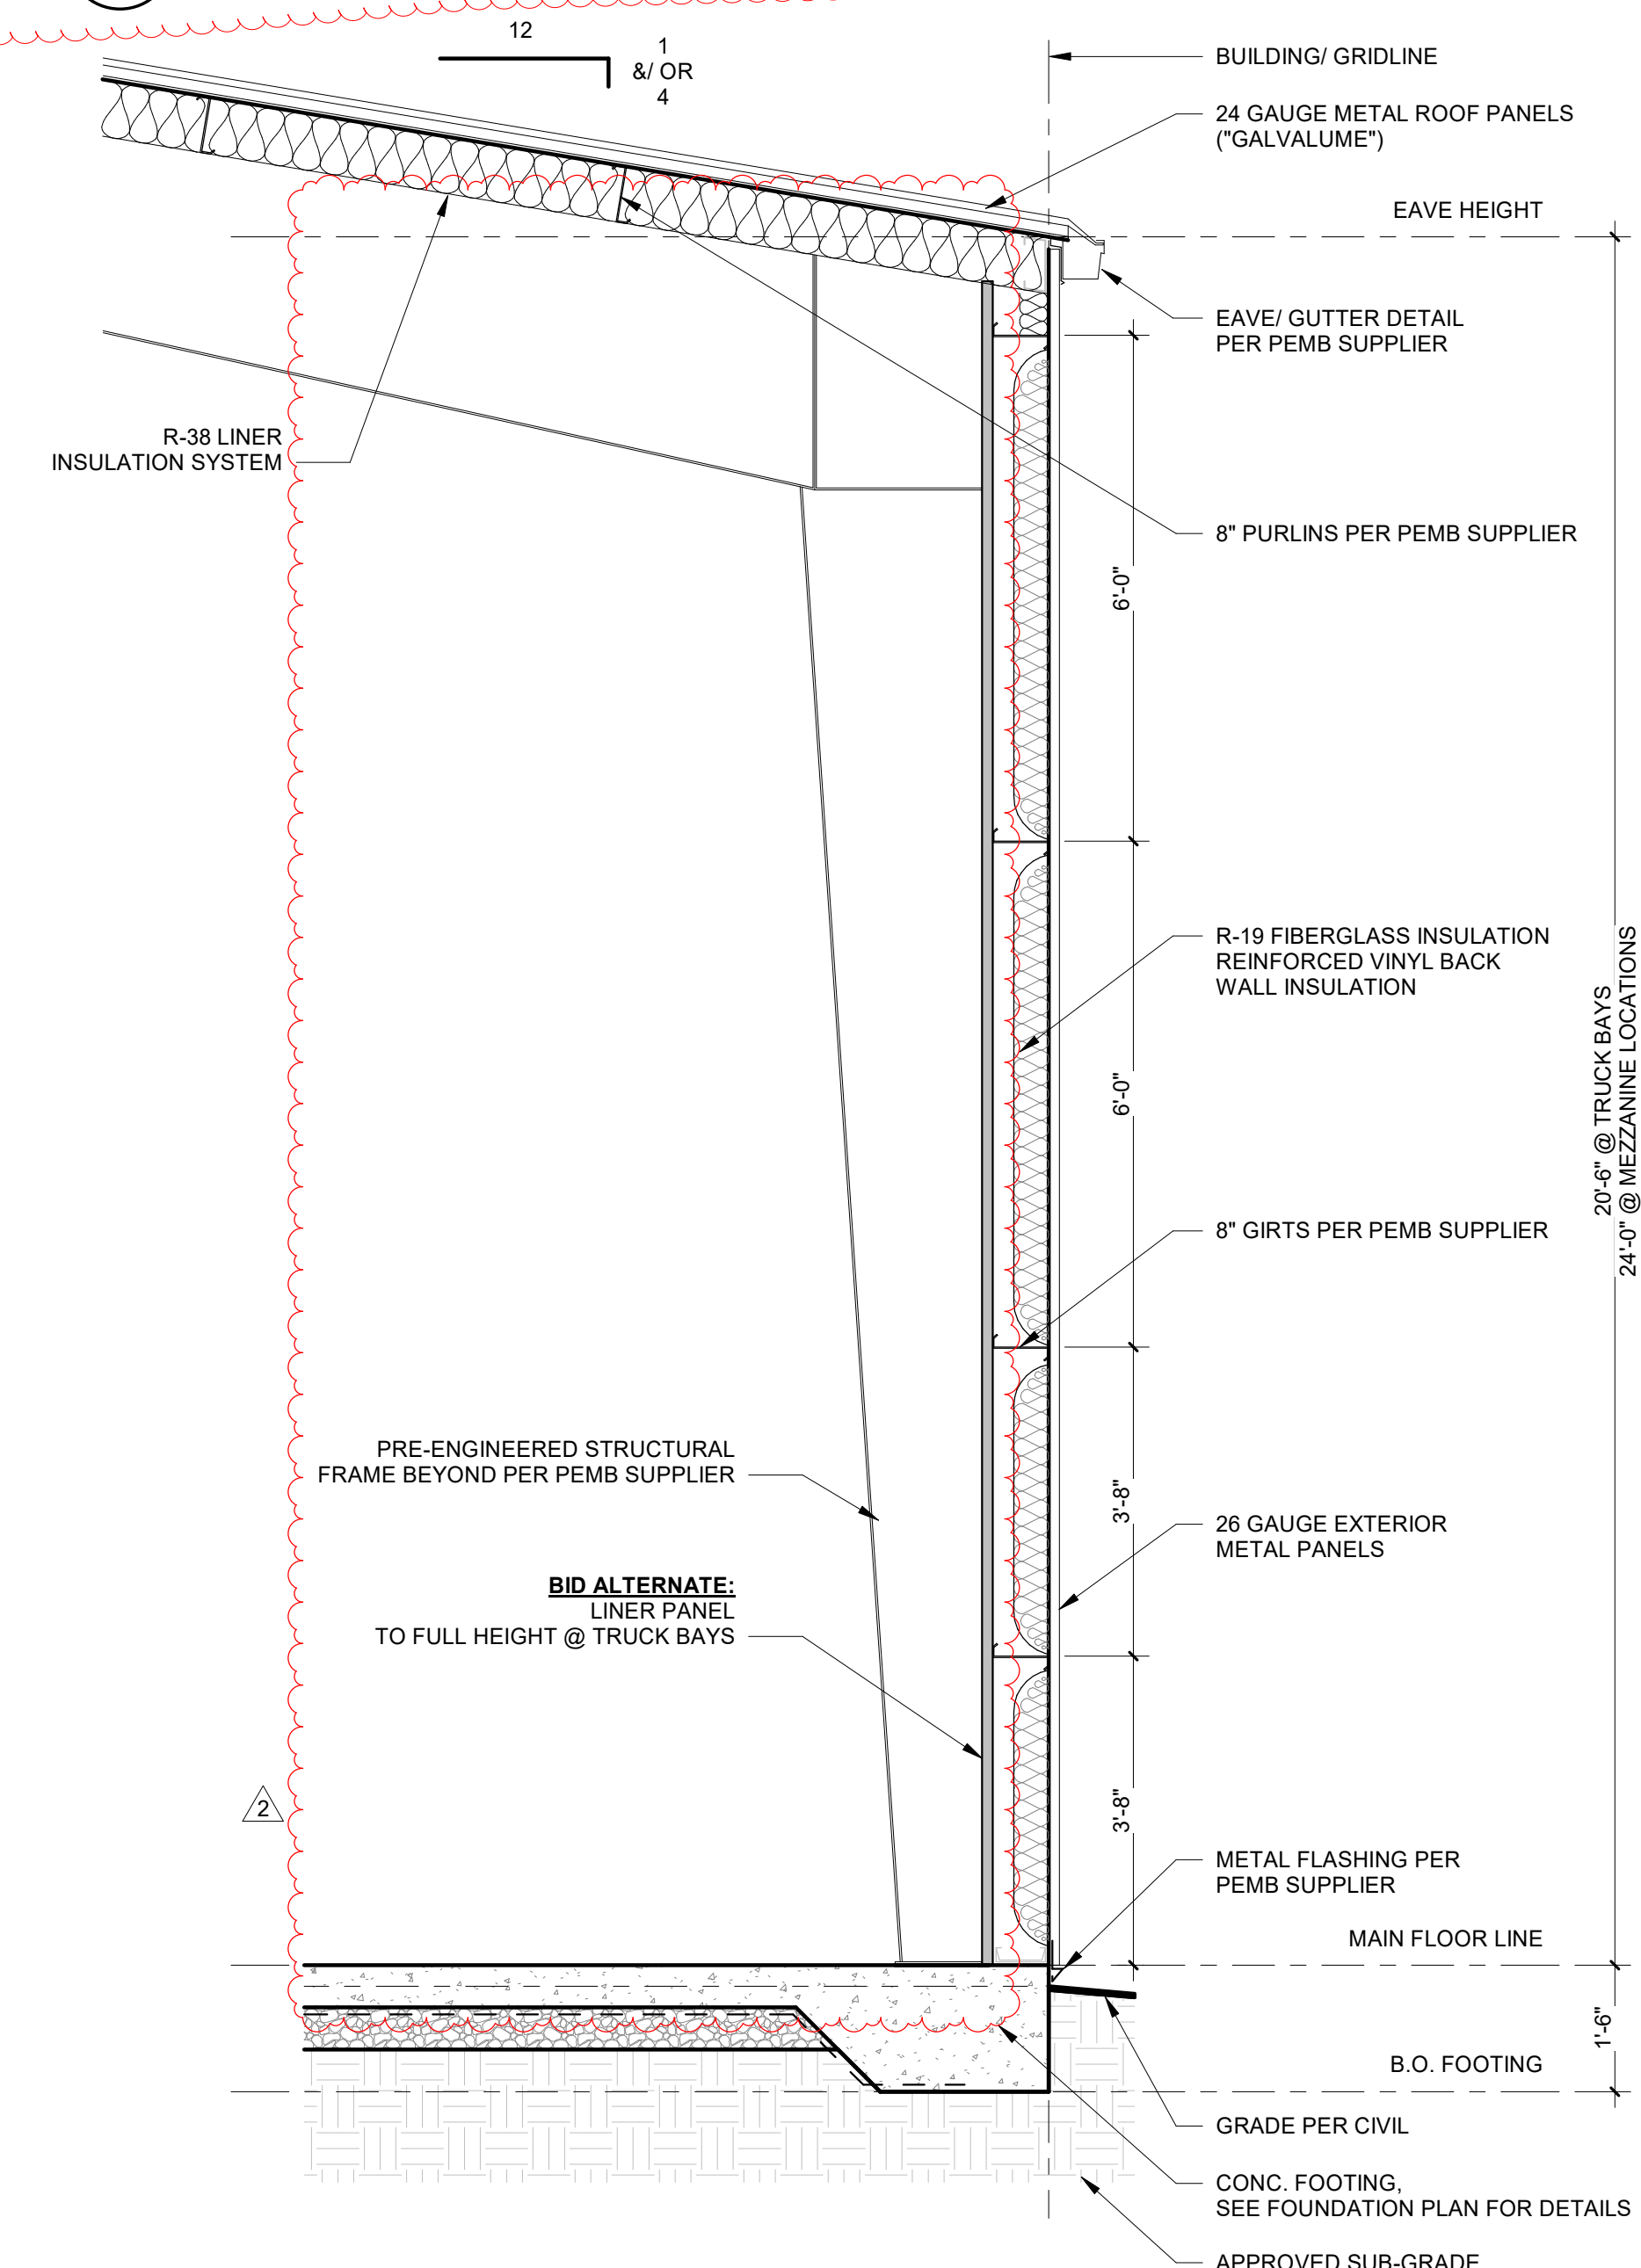 12
1
&/ OR
4
BUILDING/ GRIDLINE
24 GAUGE METAL ROOF PANELS
("GALVALUME")
EAVE HEIGHT
EAVE/ GUTTER DETAIL
PER PEMB SUPPLIER
R-38 LINER
INSULATION SYSTEM
8" PURLINS PER PEMB SUPPLIER
6'-0"
R-19 FIBERGLASS INSULATION
REINFORCED VINYL BACK
WALL INSULATION
20'-6" @ TRUCK BAYS
24'-0" @ MEZZANINE LOCATIONS
6'-0"
8" GIRTS PER PEMB SUPPLIER
PRE-ENGINEERED STRUCTURAL
FRAME BEYOND PER PEMB SUPPLIER
3'-8"
26 GAUGE EXTERIOR
METAL PANELS
BID ALTERNATE:
LINER PANEL
TO FULL HEIGHT @ TRUCK BAYS
2
3'-8"
METAL FLASHING PER
PEMB SUPPLIER
MAIN FLOOR LINE
1'-6"
B.O. FOOTING
GRADE PER CIVIL
CONC. FOOTING,
SEE FOUNDATION PLAN FOR DETAILS
APPROVED SUB-GRADE